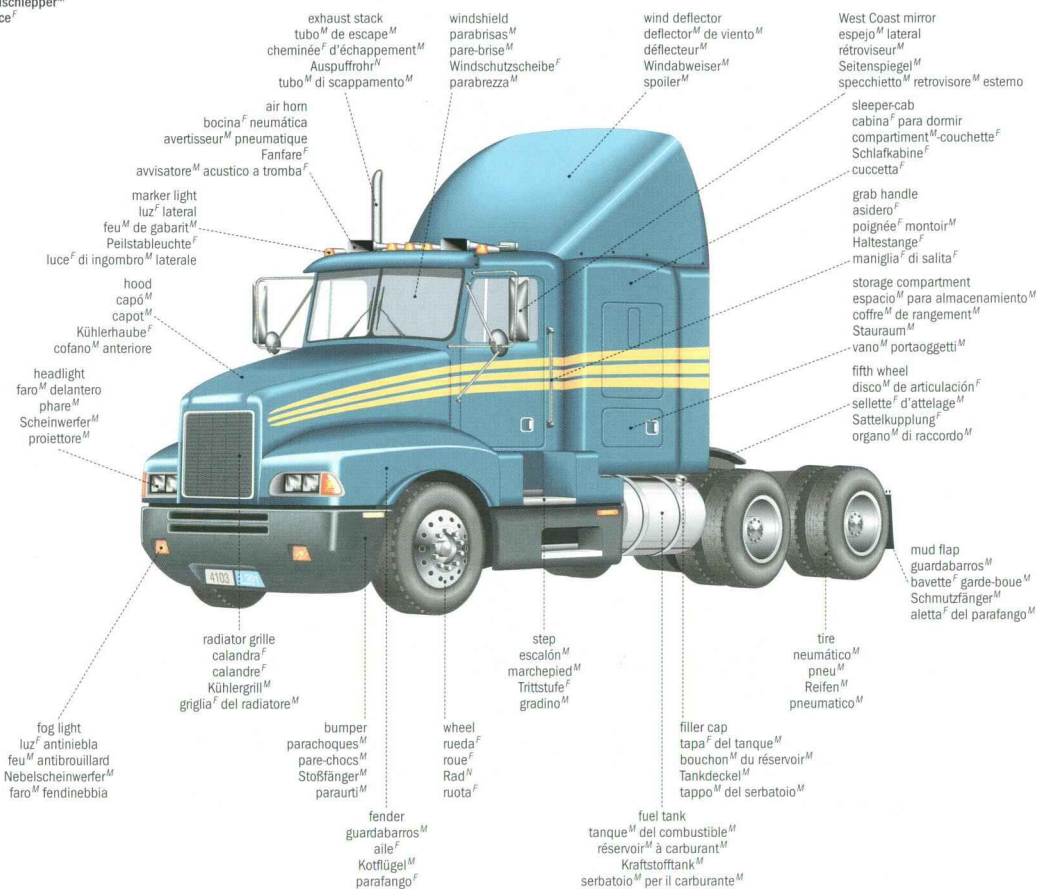 ce^F
exhaust stack
tubo^M de escape^M
cheminée^F d'échappement^M
Auspuffrohr^N
tubo^M di scappamento^M
windshield
parabrisas^M
pare-brise^M
Windschutzscheibe^F
parabrezza^M
wind deflector
deflector^M de viento^M
déflecteur^M
Windabweiser^M
spoiler^M
West Coast mirror
espejo^M lateral
rétroviseur^M
Seitenspiegel^M
specchietto^M retrovisore^M esterno
air horn
bocina^F neumática
avertisseur^M pneumatique
Fanfare^F
avvisatore^M acustico a tromba^F
sleeper-cab
cabina^F para dormir
compartiment^M-couchette^F
Schlafkabine^F
cuccetta^F
marker light
luz^F lateral
feu^M de gabarit^M
Peilstableuchte^F
luce^F di ingombro^M laterale
grab handle
asidero^F
poignée^F montoir^M
Haltestange^F
maniglia^F di salita^F
hood
capó^M
capot^M
Kühlerhaube^F
cofano^M anteriore
storage compartment
espacio^M para almacenamiento^M
coffre^M de rangement^M
Stauraum^M
vano^M portaoggetti^M
headlight
faro^M delantero
phare^M
Scheinwerfer^M
proiettore^M
fifth wheel
disco^M de articulación^F
sellette^F d'attelage^M
Sattelkupplung^F
organo^M di raccordo^M
4103
mud flap
guardabarros^M
bavette^F garde-boue^M
Schmutzfänger^M
aletta^F del parafango^M
radiator grille
calandra^F
calandre^F
Kühlergrill^M
griglia^F del radiatore^M
step
escalón^M
marchepied^M
Trittstufe^F
gradino^M
tire
neumático^M
pneu^M
Reifen^M
pneumatico^M
fog light
luz^F antiniebla
feu^M antibrouillard
Nebelscheinwerfer^M
faro^M fendinebbia
bumper
parachoques^M
pare-chocs^M
Stoßfänger^M
paraurti^M
wheel
rueda^F
roue^F
Rad^N
ruota^F
filler cap
tapa^F del tanque^M
bouchon^M du réservoir^M
Tankdeckel^M
tappo^M del serbatoio^M
fender
guardabarros^M
aile^F
Kotflügel^M
parafango^F
fuel tank
tanque^M del combustible^M
réservoir^M à carburant^M
Kraftstofftank^M
serbatoio^M per il carburante^M